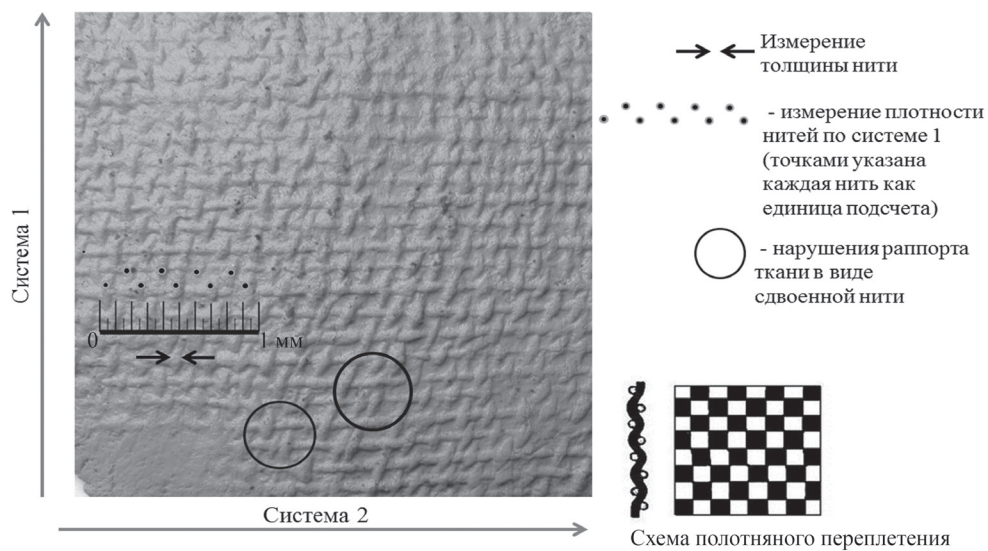 Система 1
0
1 мм
Система 2
Измерение
толщины нити
- измерение плотности
нитей по системе 1
(точками указана
каждая нить как
единица подсчета)
- нарушения раппорта
ткани в виде
сдвоенной нити
Схема полотняного переплетения